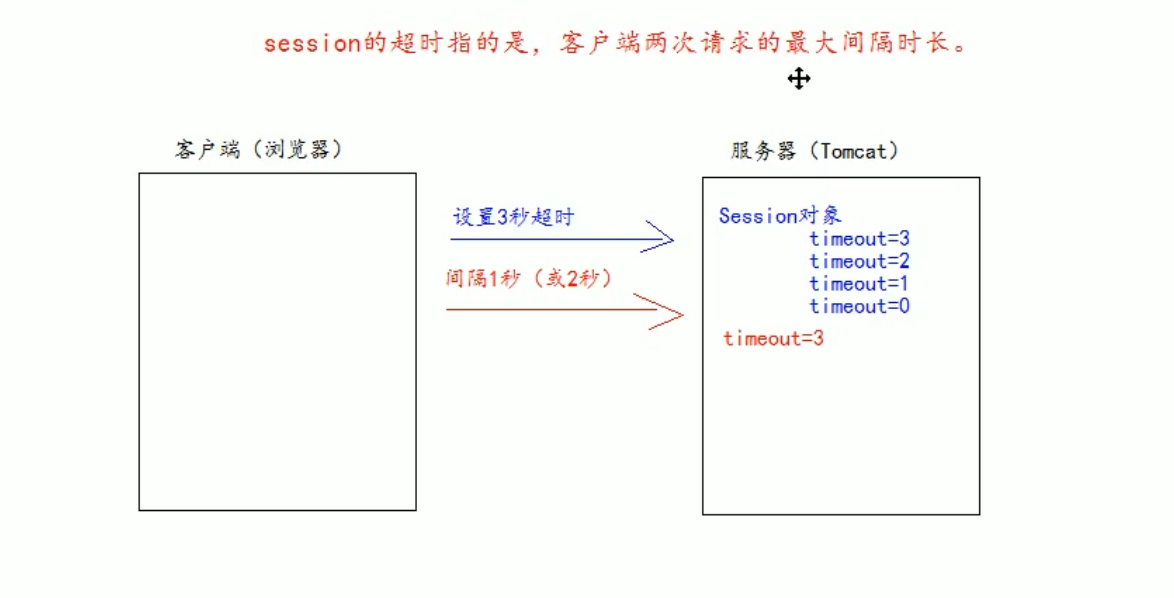 session的超时指的是，客户端两次请求的最大间隔时长。
客户端（浏览器）
服务器（Tomcat）
设置3秒超时
间隔1秒（或2秒）
Session对象
timeout=3
timeout=2
timeout=1
timeout=0
timeout=3